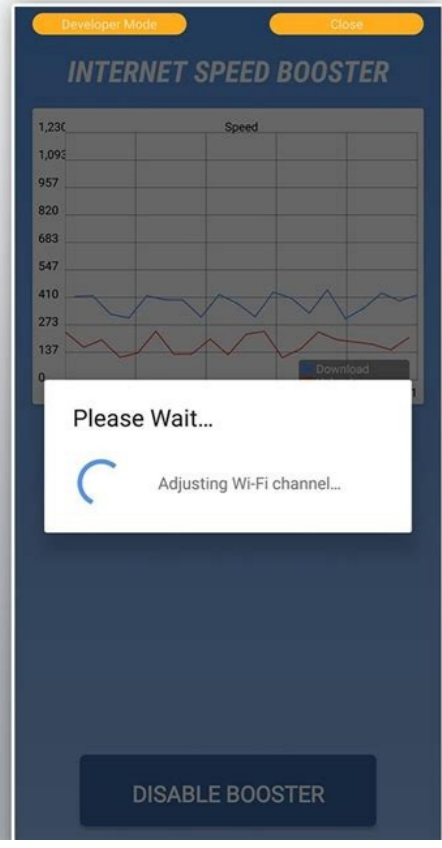 Developer Mode
Close
INTERNET SPEED BOOSTER
Speed
1,230
1,093
957
820
683
547
410
273
137
0
Download
Please Wait…
Adjusting Wi-Fi channel…
DISABLE BOOSTER